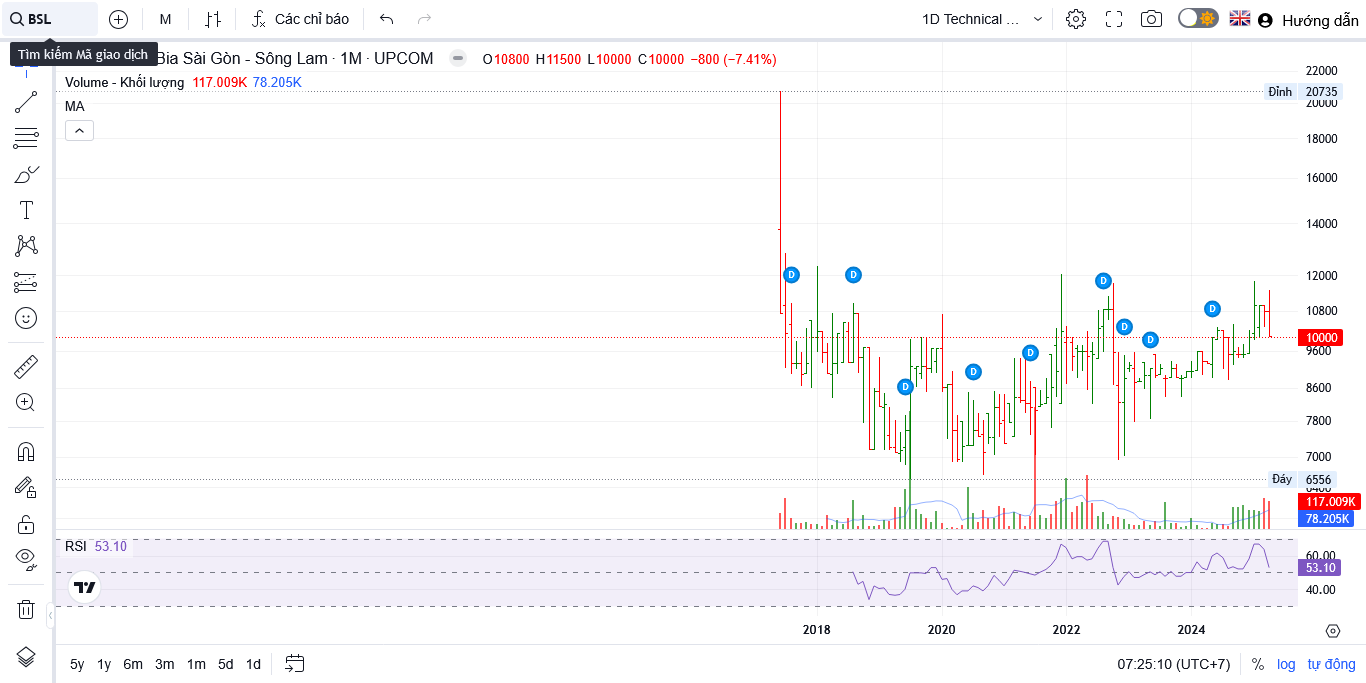 BSL
M
Các chỉ báo
1D Technical ...
Hướng dẫn
Tìm kiếm Mã giao dịch
Bia Sài Gòn - Sông Lam · 1M · UPCOM
O10800 H11500 L10000 C10000 −800 (−7.41%)
Volume - Khối lượng 117.009K 78.205K
MA
22000
Đỉnh 20735
20000
18000
16000
14000
12000
10800
10000
9600
8600
7800
7000
Đáy 6556
6400
117.009K
78.205K
D
D
D
D
D
D
D
D
D
RSI 53.10
60.00
53.10
40.00
2018
2020
2022
2024
5y 1y 6m 3m 1m 5d 1d
07:25:10 (UTC+7)
% log tự động